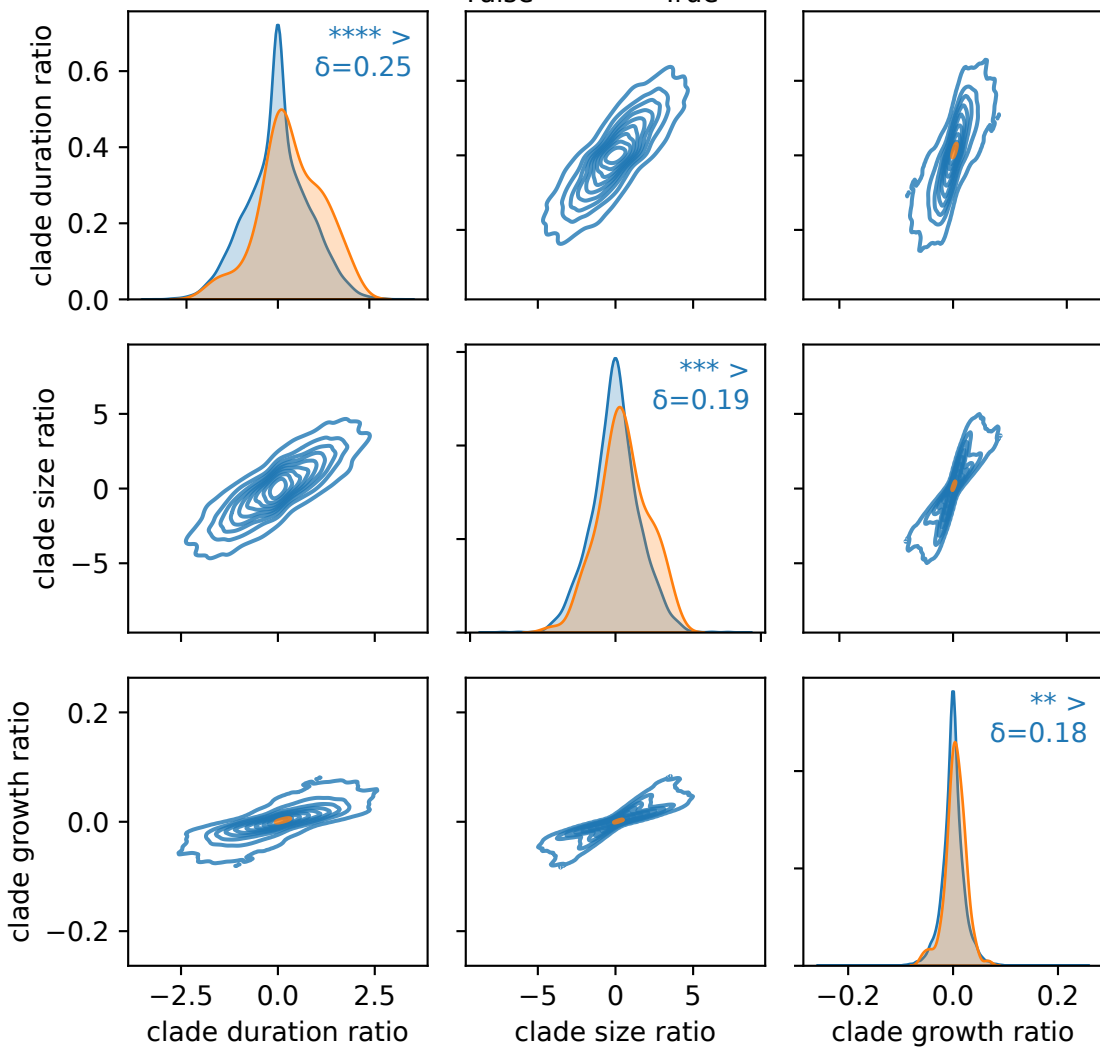 **** >
δ=0.25
clade duration ratio
0.6
0.4
0.2
0.0
*** >
δ=0.19
clade size ratio
5
0
−5
** >
δ=0.18
clade growth ratio
0.2
0.0
−0.2
−2.5 0.0 2.5 −5 0 5 −0.2 0.0 0.2
clade duration ratio clade size ratio clade growth ratio